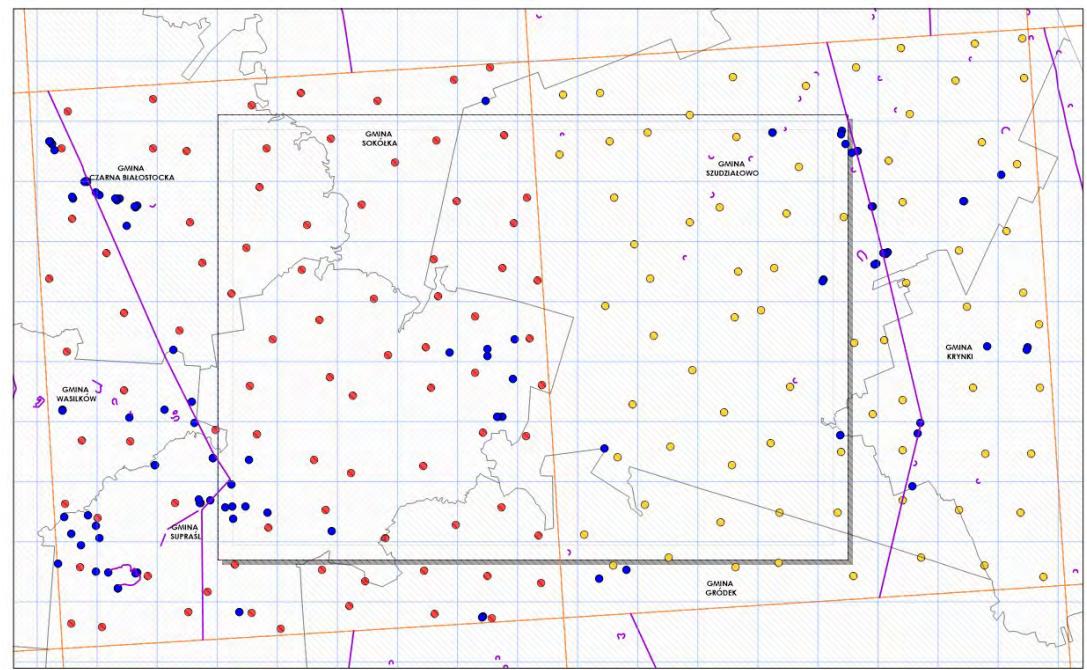 GMINA
SOKÓŁKA
GMINA
CZARNA BIAŁOSTOCKA
GMINA
SZUDZIAŁOWO
GMINA
KRYNKI
GMINA
WASILKÓW
GMINA
SUPRAŚL
GMINA
GRÓDEK